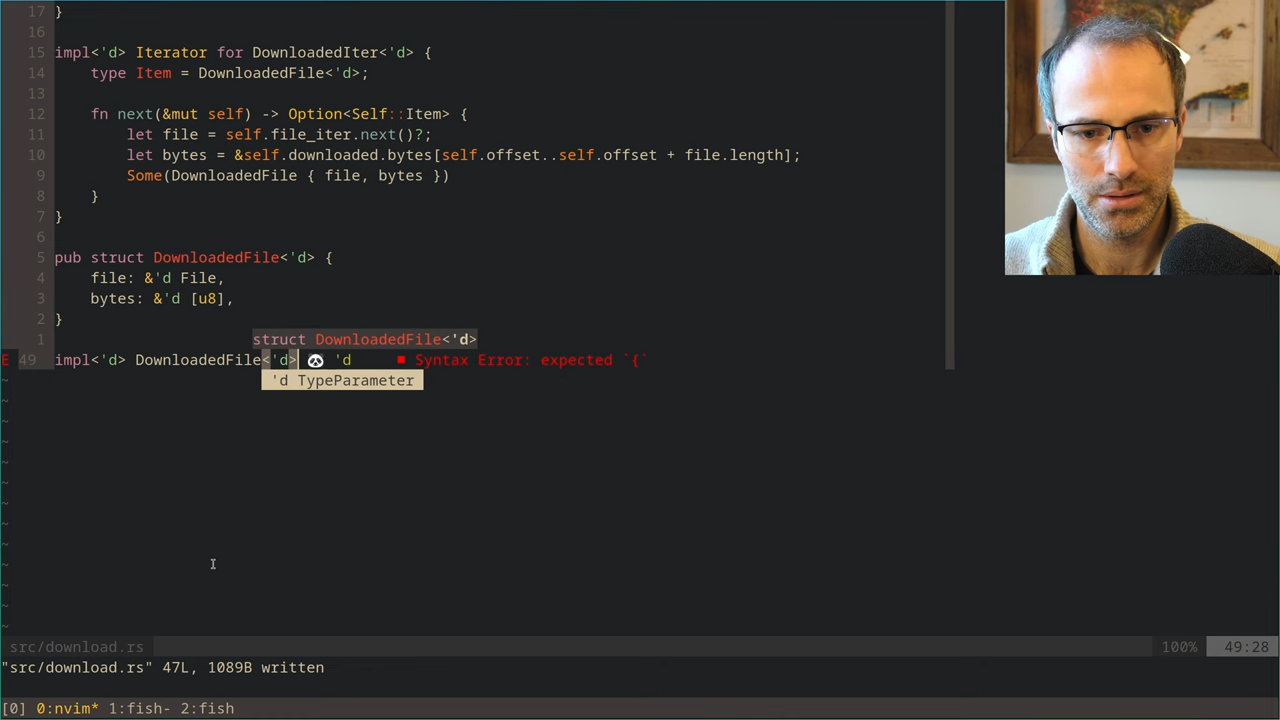 17 }
16
15 impl<'d> Iterator for DownloadedIter<'d> {
14     type Item = DownloadedFile<'d>;
13
12     fn next(&mut self) -> Option<Self::Item> {
11         let file = self.file_iter.next()?;
10         let bytes = &self.downloaded.bytes[self.offset..self.offset + file.length];
9         Some(DownloadedFile { file, bytes })
8     }
7 }
6
5 pub struct DownloadedFile<'d> {
4     file: &'d File,
3     bytes: &'d [u8],
2 }
1 struct DownloadedFile<'d>
E 49 impl<'d> DownloadedFile<'d> 🐼 'd ■ Syntax Error: expected `{`
~ 'd TypeParameter
~
~
~
~
~
~
~
~
~
~
~
~
src/download.rs 100% 49:28
"src/download.rs" 47L, 1089B written
[0] 0:nvim* 1:fish- 2:fish